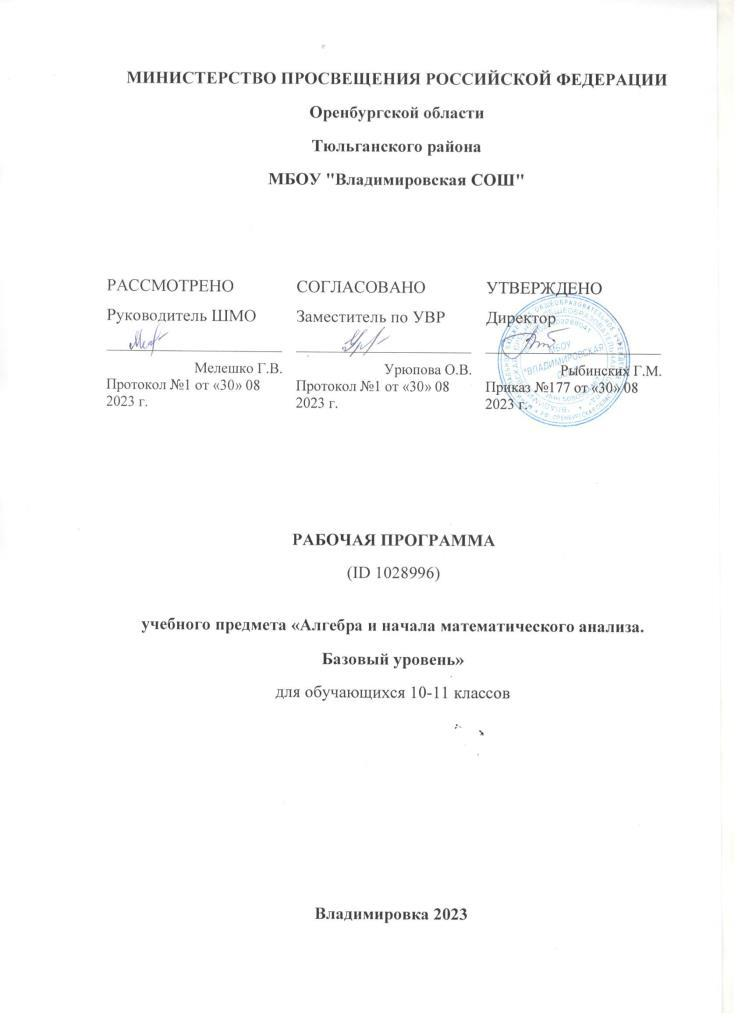 МИНИСТЕРСТВО ПРОСВЕЩЕНИЯ РОССИЙСКОЙ ФЕДЕРАЦИИ
Оренбургской области
Тюльганского района
МБОУ "Владимировская СОШ"
РАССМОТРЕНО
Руководитель ШМО
Мелешко Г.В.
Протокол №1 от «30» 08
2023 г.
СОГЛАСОВАНО
Заместитель по УВР
Урюпова О.В.
Протокол №1 от «30» 08
2023 г.
УТВЕРЖДЕНО
Директор
Рыбинских Г.М.
Приказ №177 от «30» 08
2023 г.
МБОУ
"ВЛАДИМИРОВСКАЯ
РАБОЧАЯ ПРОГРАММА
(ID 1028996)
учебного предмета «Алгебра и начала математического анализа.
Базовый уровень»
для обучающихся 10-11 классов
Владимировка 2023